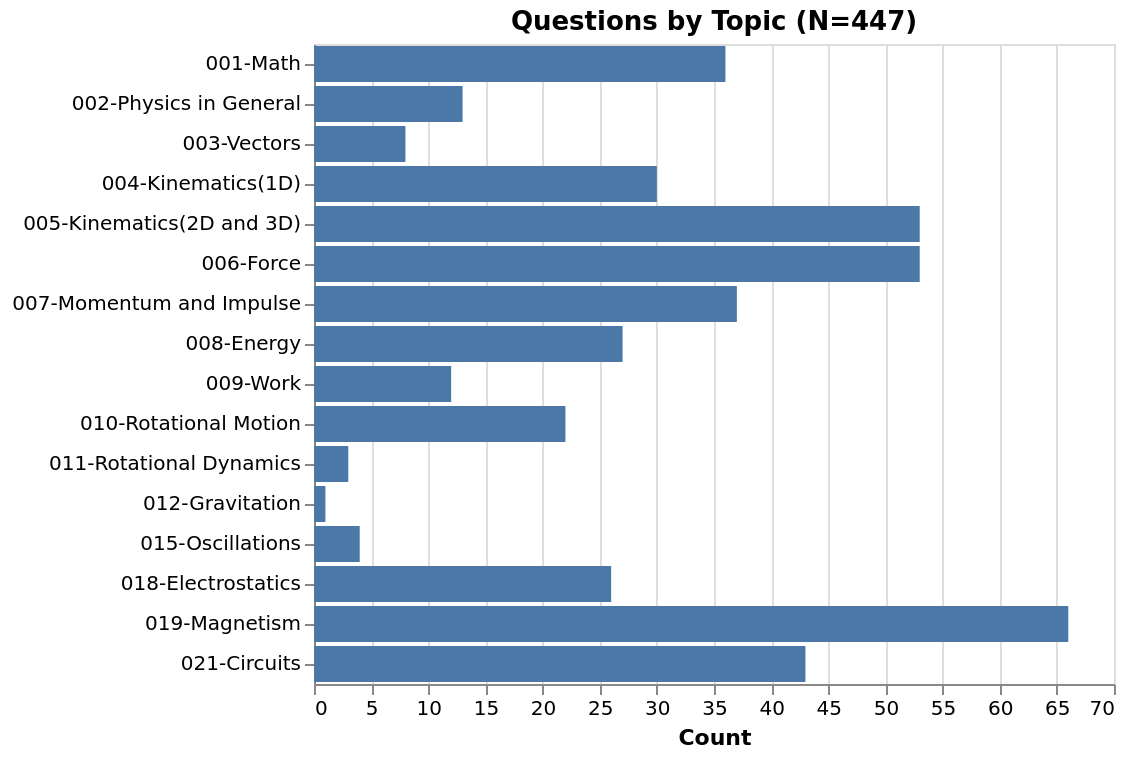 Questions by Topic (N=447)
001-Math
002-Physics in General
003-Vectors
004-Kinematics(1D)
005-Kinematics(2D and 3D)
006-Force
007-Momentum and Impulse
008-Energy
009-Work
010-Rotational Motion
011-Rotational Dynamics
012-Gravitation
015-Oscillations
018-Electrostatics
019-Magnetism
021-Circuits
0 5 10 15 20 25 30 35 40 45 50 55 60 65 70
Count